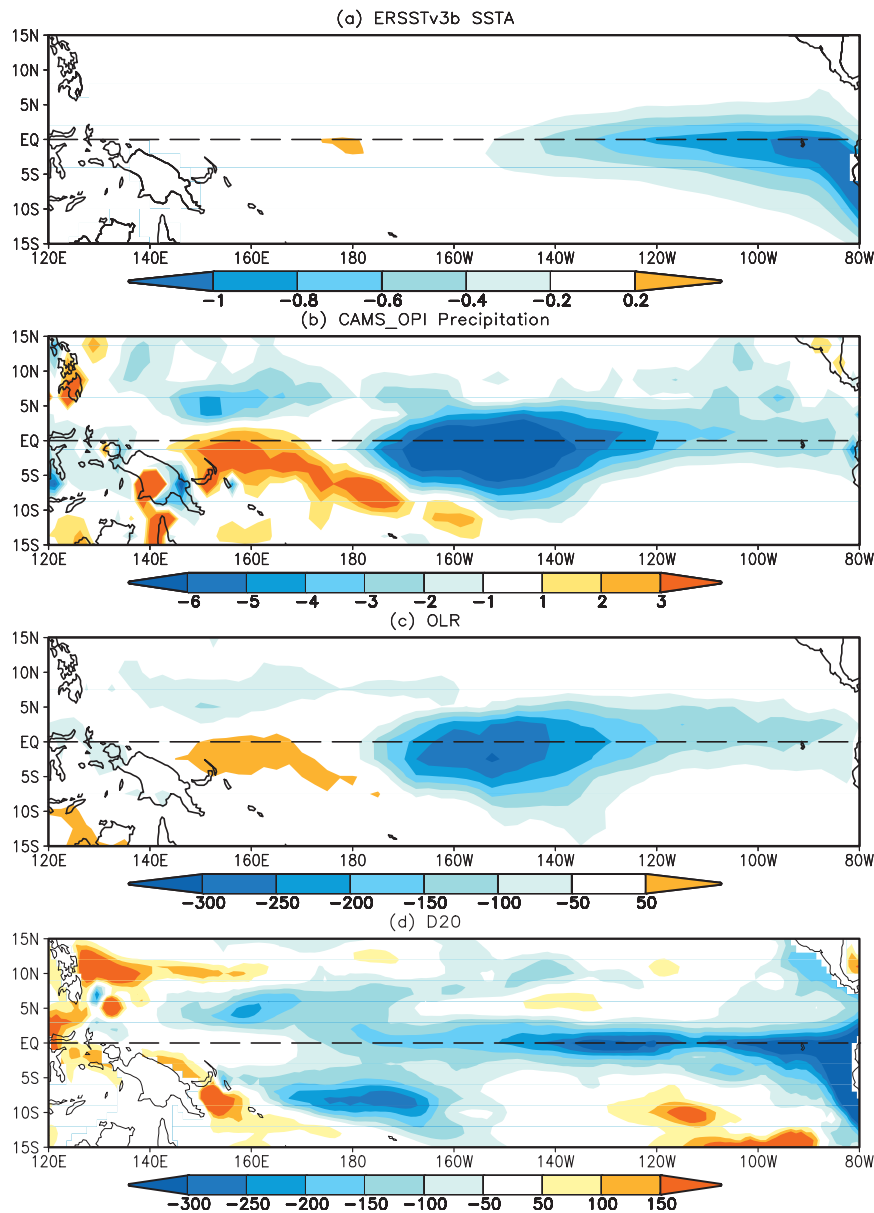 (a) ERSSTv3b SSTA
15N
10N
5N
EQ
5S
10S
15S
120E 140E 160E 180 160W 140W 120W 100W 80W
-1 -0.8 -0.6 -0.4 -0.2 0.2
(b) CAMS_OPI Precipitation
15N
10N
5N
EQ
5S
10S
15S
120E 140E 160E 180 160W 140W 120W 100W 80W
-6 -5 -4 -3 -2 -1 1 2 3
(c) OLR
15N
10N
5N
EQ
5S
10S
15S
120E 140E 160E 180 160W 140W 120W 100W 80W
-300 -250 -200 -150 -100 -50 50
(d) D20
15N
10N
5N
EQ
5S
10S
15S
120E 140E 160E 180 160W 140W 120W 100W 80W
-300 -250 -200 -150 -100 -50 50 100 150